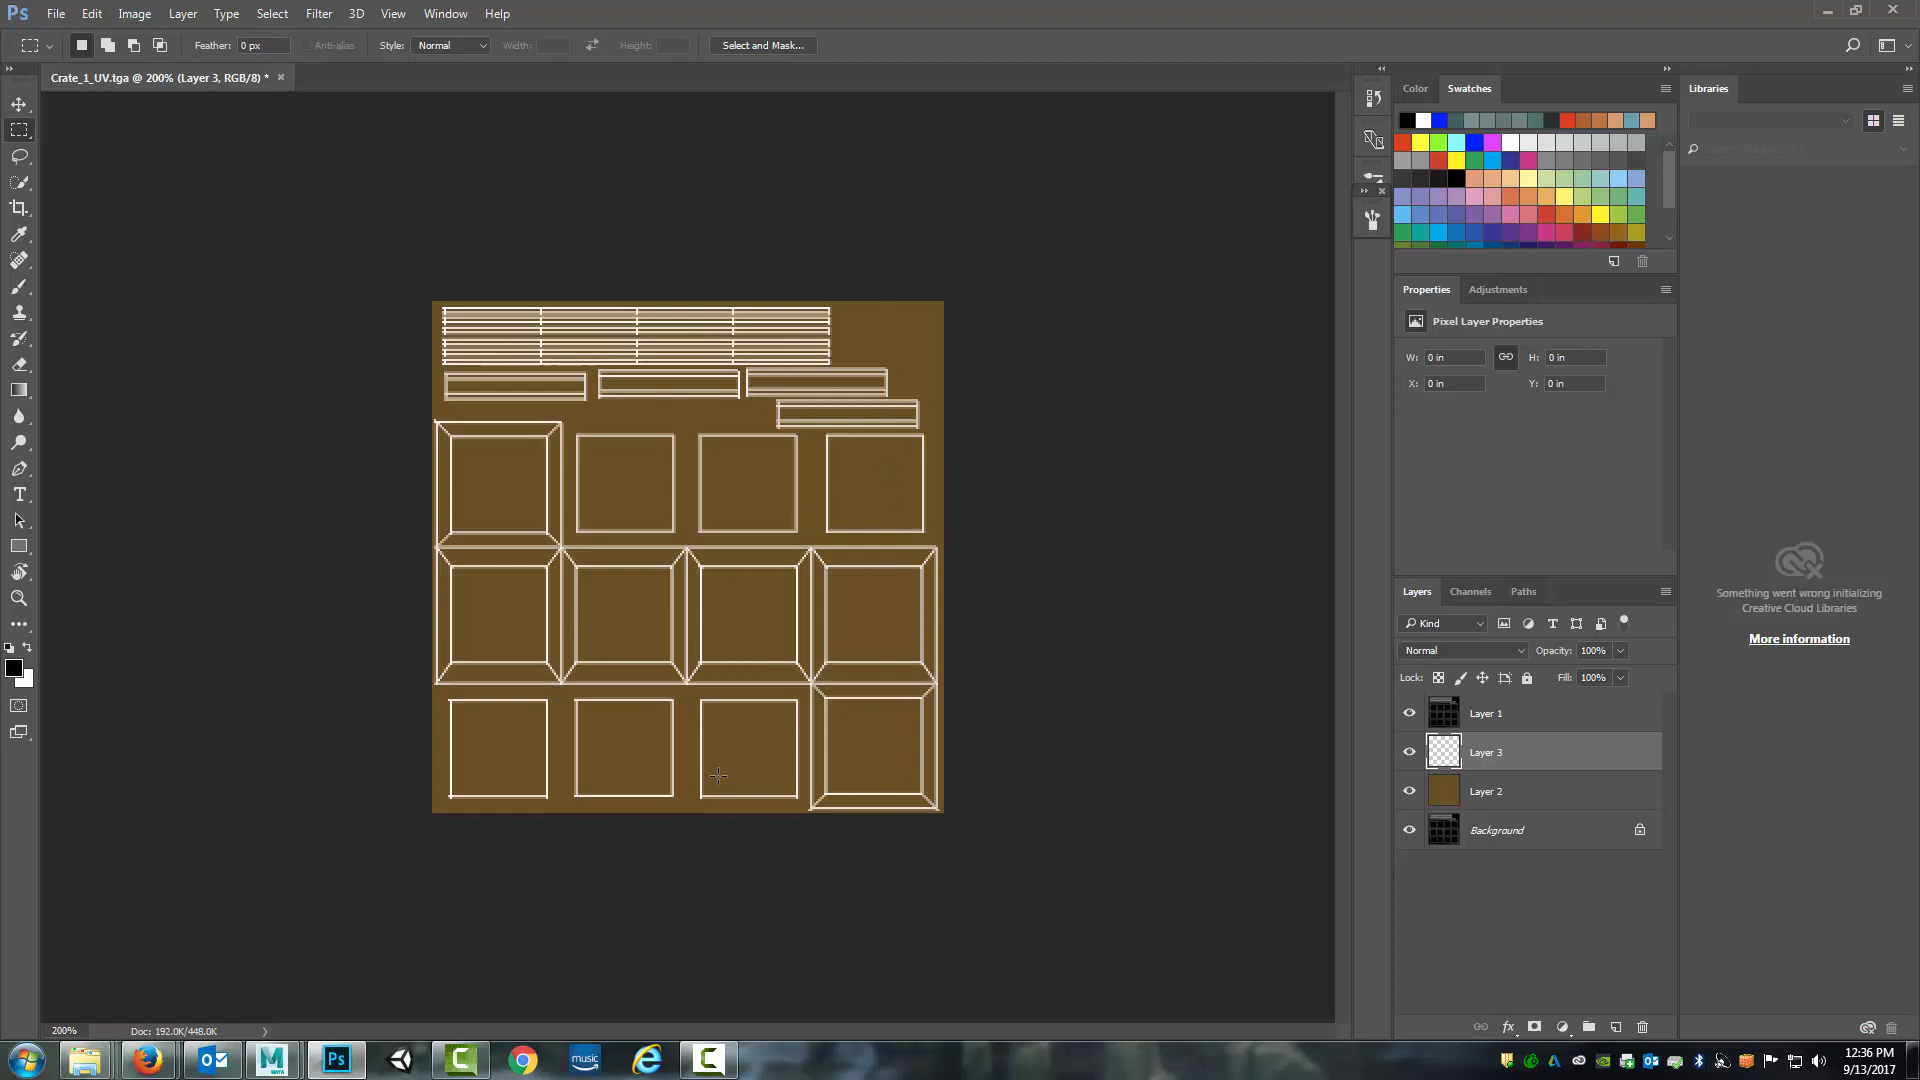 Ps File Edit Image Layer Type Select Filter 3D View Window Help
Feather: 0 px Anti-alias Style: Normal Width: Height: Select and Mask...
Crate_1_UV.tga @ 200% (Layer 3, RGB/8) *
Color Swatches
Libraries
Properties Adjustments
Pixel Layer Properties
W: 0 in H: 0 in
X: 0 in Y: 0 in
Something went wrong initializing
Creative Cloud Libraries
More information
Layers Channels Paths
Kind
Normal Opacity: 100%
Lock: Fill: 100%
Layer 1
Layer 3
Layer 2
Background
200% Doc: 192.0K/448.0K
music
12:36 PM
9/13/2017